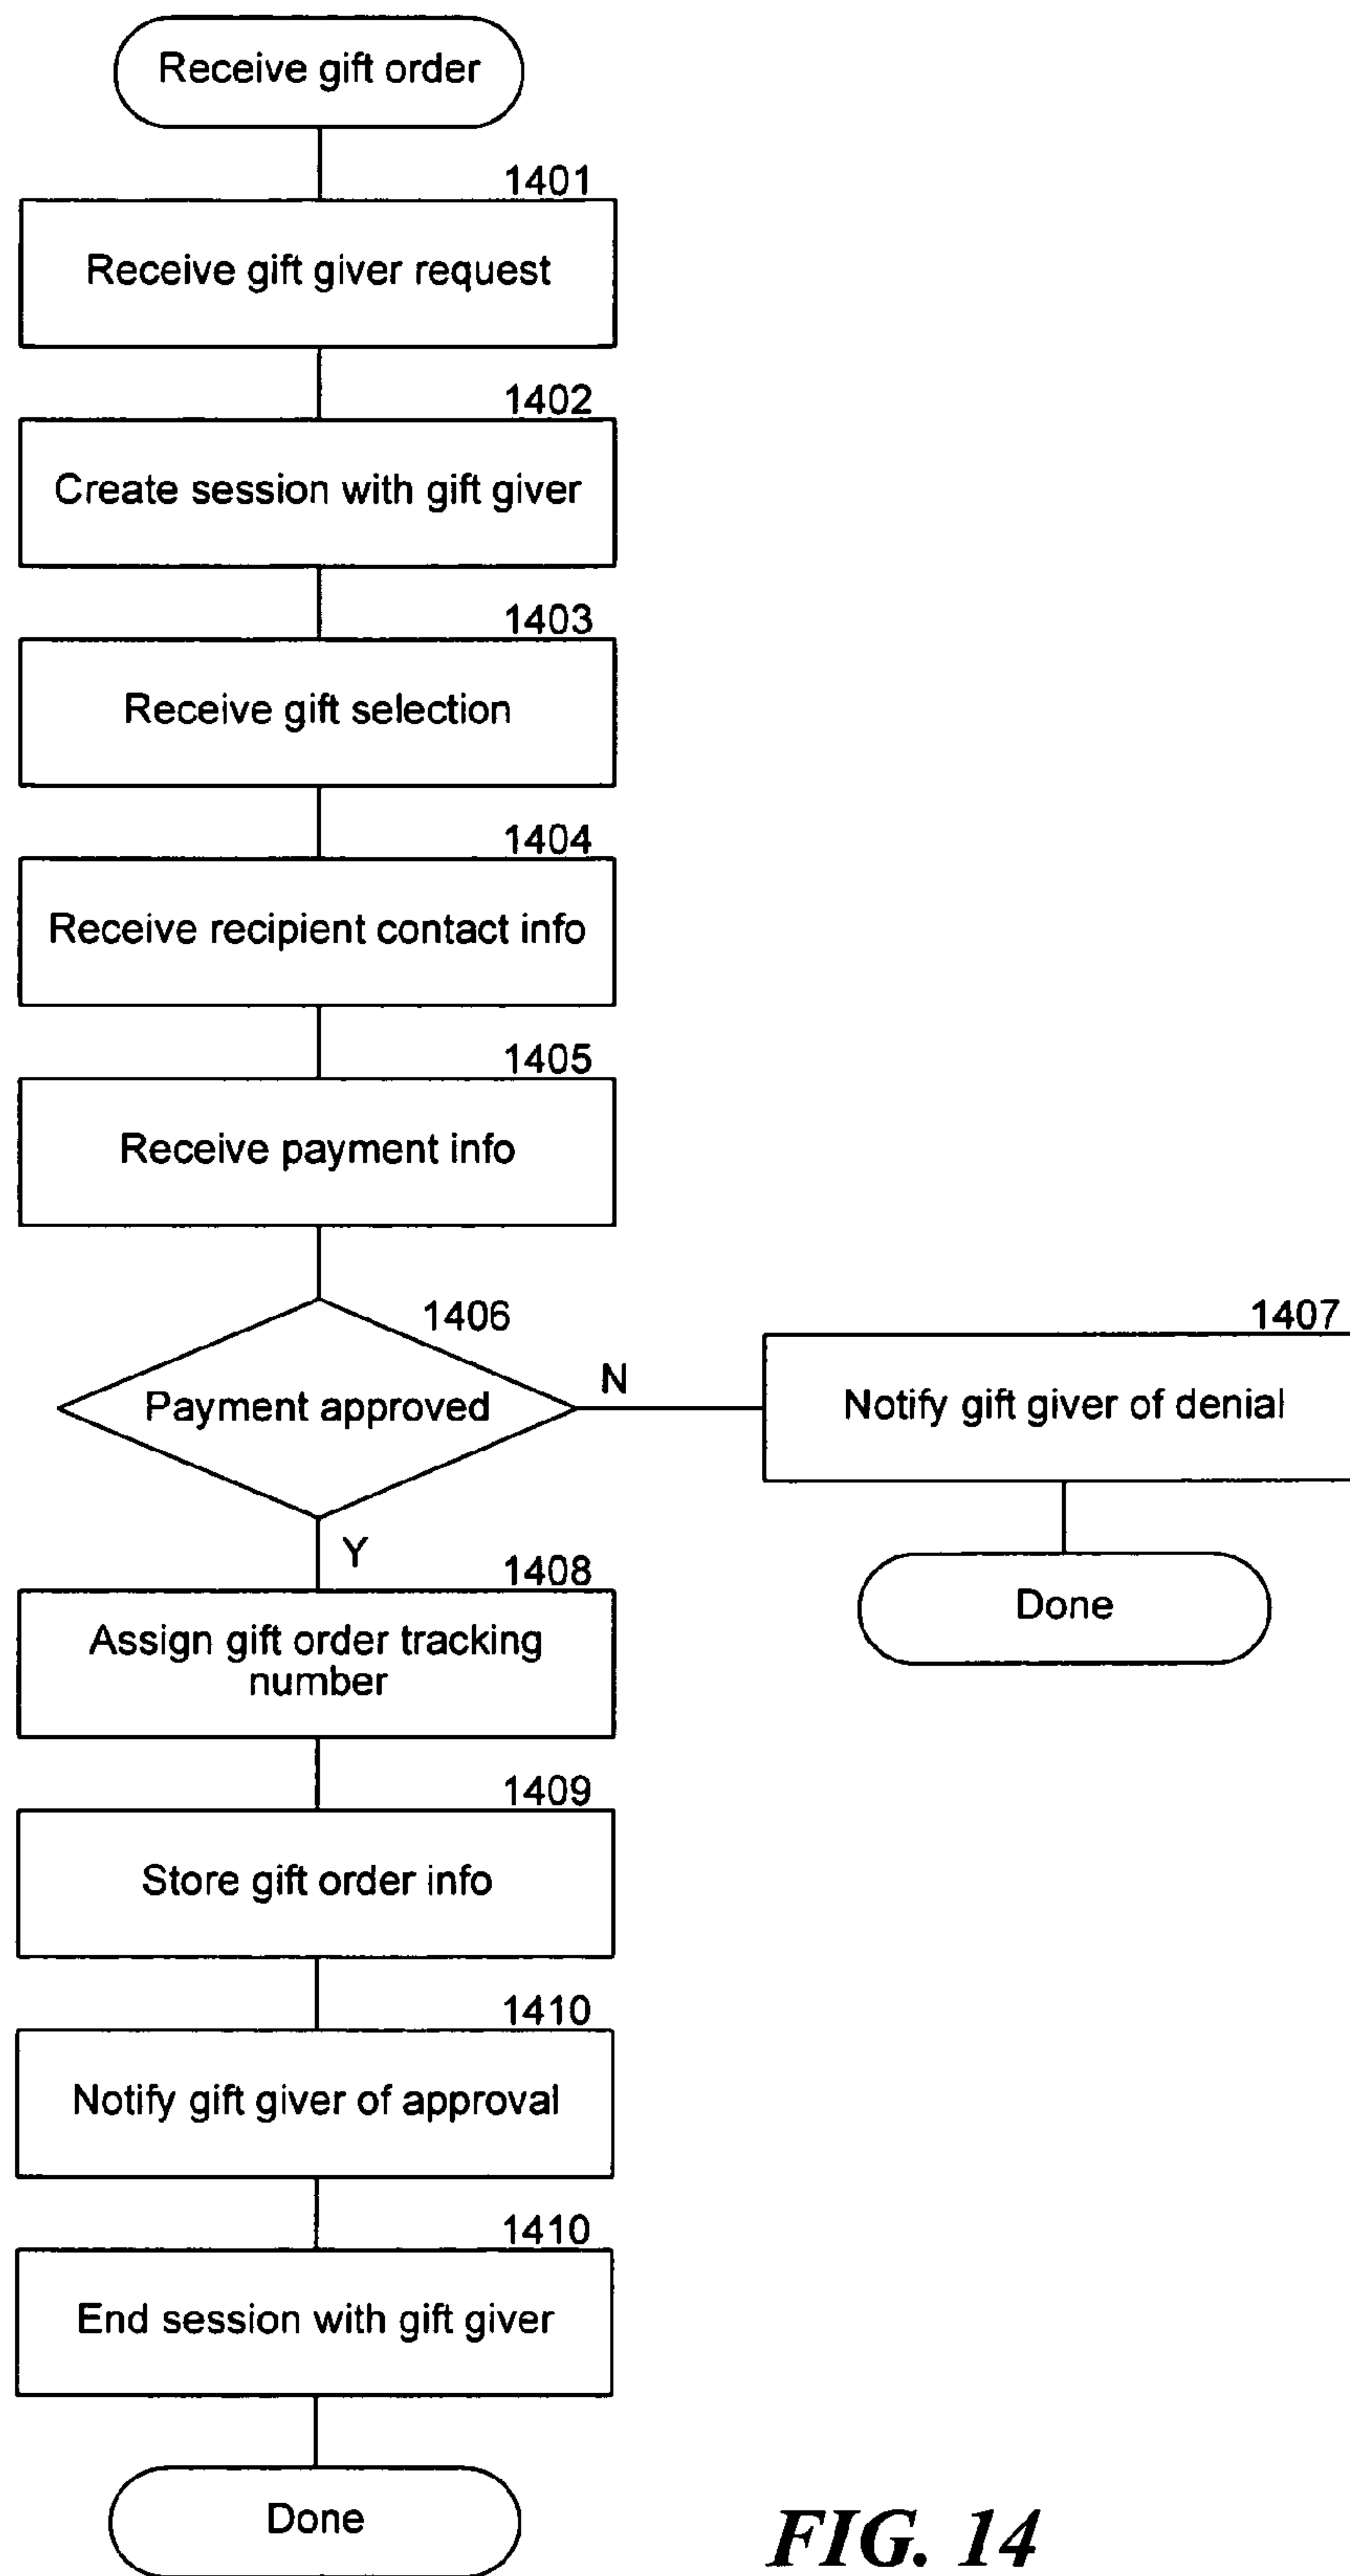 Receive gift order
1401
Receive gift giver request
1402
Create session with gift giver
1403
Receive gift selection
1404
Receive recipient contact info
1405
Receive payment info
1406
Payment approved
N
1407
Notify gift giver of denial
Done
Y
1408
Assign gift order tracking
number
1409
Store gift order info
1410
Notify gift giver of approval
1410
End session with gift giver
Done
FIG. 14